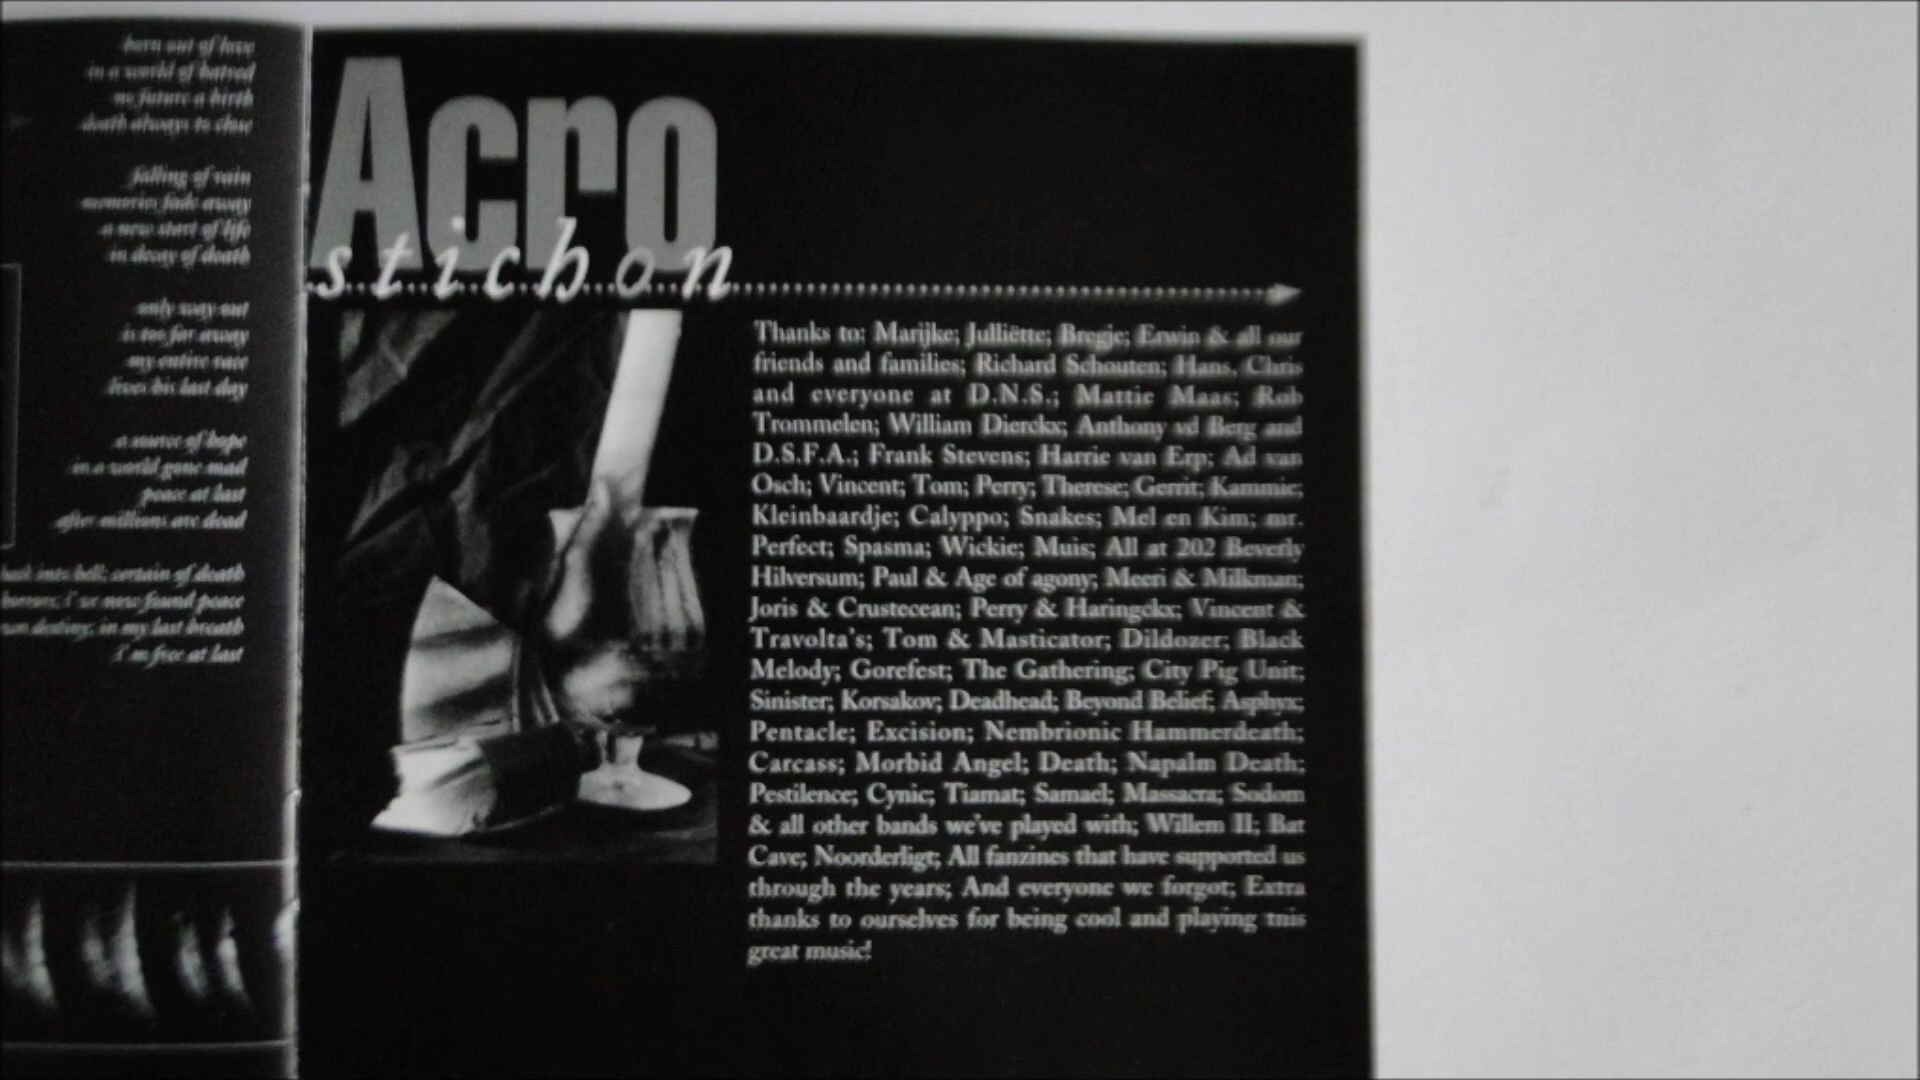 born out of love
in a world of hatred
no future a birth
death always to close
falling of rain
memories fade away
a new start of life
in decay of death
only way out
is too far away
my entire race
lives his last day
a source of hope
in a world gone mad
peace at last
after millions are dead
back into hell; certain of death
horrors; i've now found peace
own destiny, in my last breath
i'm free at last
Acro
stichon
Thanks to: Marijke; Julliëtte; Bregje; Erwin & all our
friends and families; Richard Schouten; Hans, Chris
and everyone at D.N.S.; Mattie Maas; Rob
Trommelen; William Dierckx; Anthony vd Berg and
D.S.F.A.; Frank Stevens; Harrie van Erp; Ad van
Osch; Vincent; Tom; Perry; Therese; Gerrit; Kammie;
Kleinbaardje; Calyppo; Snakes; Mel en Kim; mr.
Perfect; Spasma; Wickie; Muis; All at 202 Beverly
Hilversum; Paul & Age of agony; Meeri & Milkman;
Joris & Crustecean; Perry & Haringckx; Vincent &
Travolta's; Tom & Masticator; Dildozer; Black
Melody; Gorefest; The Gathering; City Pig Unit;
Sinister; Korsakov; Deadhead; Beyond Belief; Asphyx;
Pentacle; Excision; Nembrionic Hammerdeath;
Carcass; Morbid Angel; Death; Napalm Death;
Pestilence; Cynic; Tiamat; Samael; Massacra; Sodom
& all other bands we've played with; Willem II; Bat
Cave; Noorderligt; All fanzines that have supported us
through the years; And everyone we forgot; Extra
thanks to ourselves for being cool and playing this
great music!